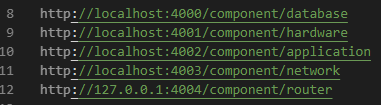 8 http://localhost:4000/component/database
9 http://localhost:4001/component/hardware
10 http://localhost:4002/component/application
11 http://localhost:4003/component/network
12 http://127.0.0.1:4004/component/router